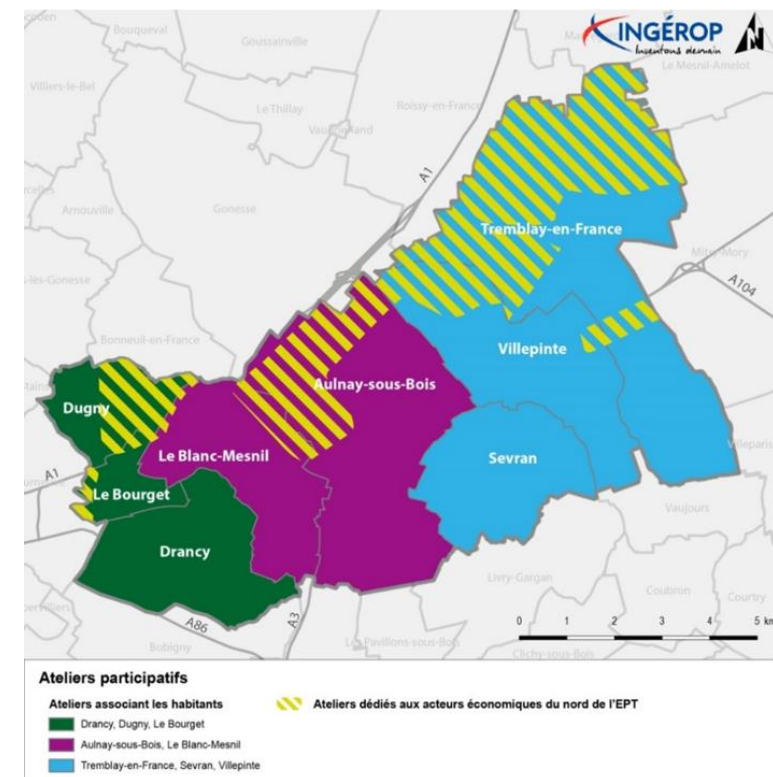 INGÉROP
Inventons demain
N
Bouqueval
Goussainville
Le Mesnil-Amelot
Villiers-le-Bel
Le Thillay
Roissy-en-France
Vaud'herland
A1
Arnouville
Gonesse
Tremblay-en-France
Mitry-Mory
A104
Bonneuil-en-France
Villepinte
Dugny
Aulnay-sous-Bois
Le Blanc-Mesnil
Sevran
A1
Le Bourget
Vaujours
Drancy
Livry-Gargan
Coubron
Courtry
A86
A3
Bobigny
Les Pavillons-sous-Bois
Clichy-sous-Bois
0 1 2 3 4 5 km
Ateliers participatifs
Ateliers associant les habitants
Ateliers dédiés aux acteurs économiques du nord de l'EPT
Drancy, Dugny, Le Bourget
Aulnay-sous-Bois, Le Blanc-Mesnil
Tremblay-en-France, Sevran, Villepinte